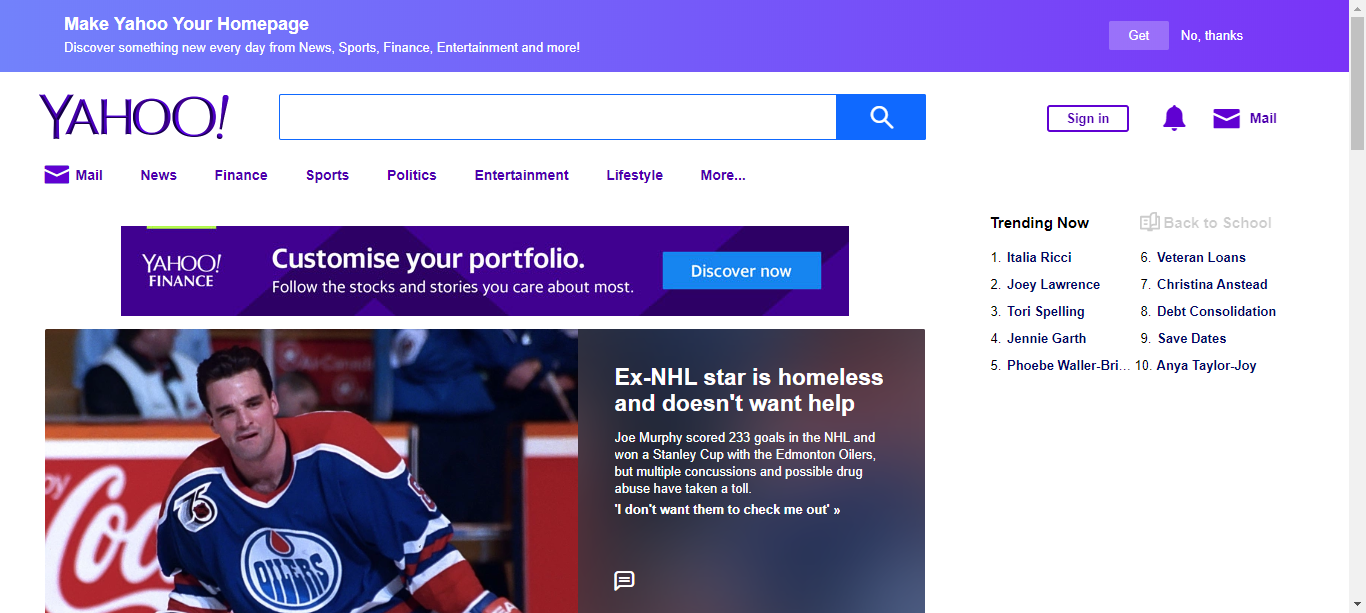 Make Yahoo Your Homepage
Discover something new every day from News, Sports, Finance, Entertainment and more!
Get
No, thanks
YAHOO!
Sign in
Mail
Mail
News
Finance
Sports
Politics
Entertainment
Lifestyle
More...
YAHOO!
FINANCE
Customise your portfolio.
Follow the stocks and stories you care about most.
Discover now
Trending Now
Back to School
1. Italia Ricci
2. Joey Lawrence
3. Tori Spelling
4. Jennie Garth
5. Phoebe Waller-Bri...
6. Veteran Loans
7. Christina Anstead
8. Debt Consolidation
9. Save Dates
10. Anya Taylor-Joy
Ex-NHL star is homeless
and doesn't want help
Joe Murphy scored 233 goals in the NHL and
won a Stanley Cup with the Edmonton Oilers,
but multiple concussions and possible drug
abuse have taken a toll.
'I don't want them to check me out' »
Air Canada
75
OILERS